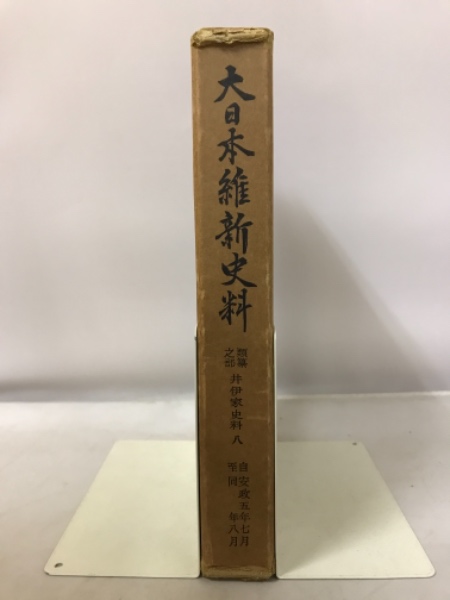 大日本維新史料
類纂
之部
井伊家史料 八
自安政五年七月
至同 年八月